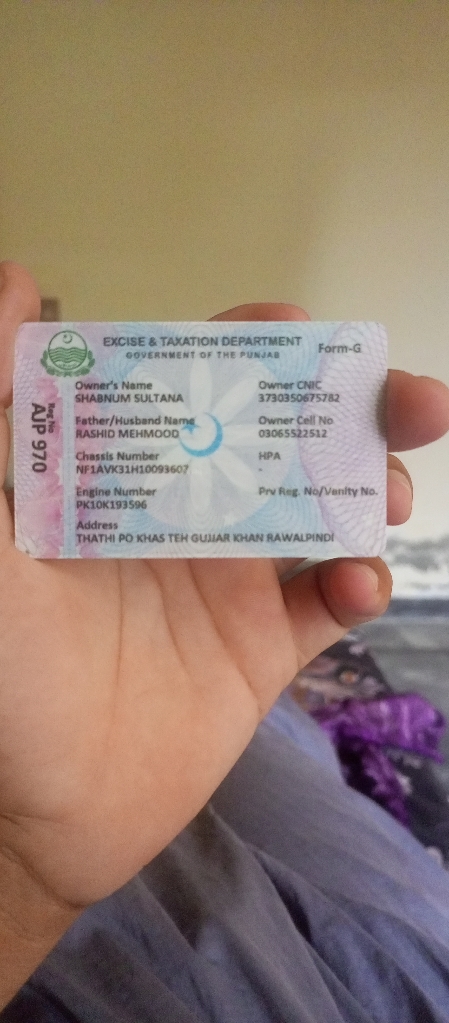 EXCISE & TAXATION DEPARTMENT
GOVERNMENT OF THE PUNJAB
Form-G
Reg No
AJP 970
Owner's Name
SHABNUM SULTANA
Owner CNIC
3730350675782
Father/Husband Name
RASHID MEHMOOD
Owner Cell No
03065522512
Chassis Number
NF1AVK31H10093607
HPA
-
Engine Number
PK10K193596
Prv Reg. No/Vanity No.
Address
THATHI PO KHAS TEH GUJJAR KHAN RAWALPINDI